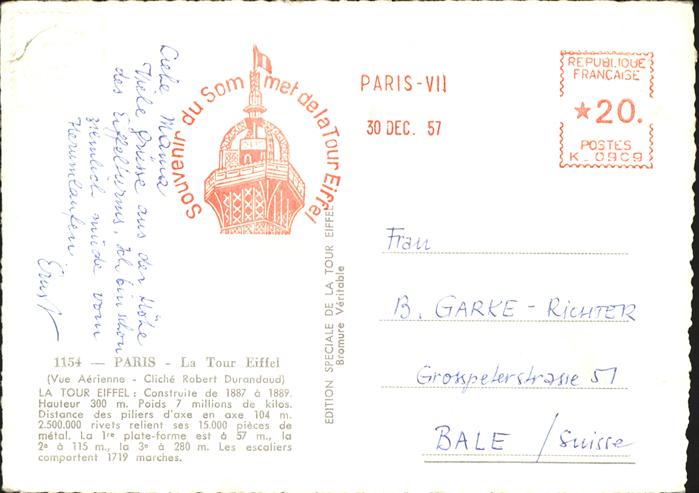 Liebe Mama
Viele Grüsse aus der Höhe
des Eiffelturms. Ich bin schon
ziemlich müde vom
Herumlaufen.
Ernst
Souvenir du Sommet de la Tour Eiffel
PARIS-VII
30 DEC. 57
REPUBLIQUE
FRANÇAISE
★20.
POSTES
K. 0909
Frau
B. GARKE - RICHTER
Grosspeterstrasse 51
BALE / Suisse
EDITION SPECIALE DE LA TOUR EIFFEL
Bromure Véritable
1154 — PARIS - La Tour Eiffel
(Vue Aérienne - Cliché Robert Durandaud)
LA TOUR EIFFEL : Construite de 1887 à 1889.
Hauteur 300 m. Poids 7 millions de kilos.
Distance des piliers d'axe en axe 104 m.
2.500.000 rivets relient ses 15.000 pièces de
métal. La 1re plate-forme est à 57 m., la
2e à 115 m., la 3e à 280 m. Les escaliers
comportent 1719 marches.